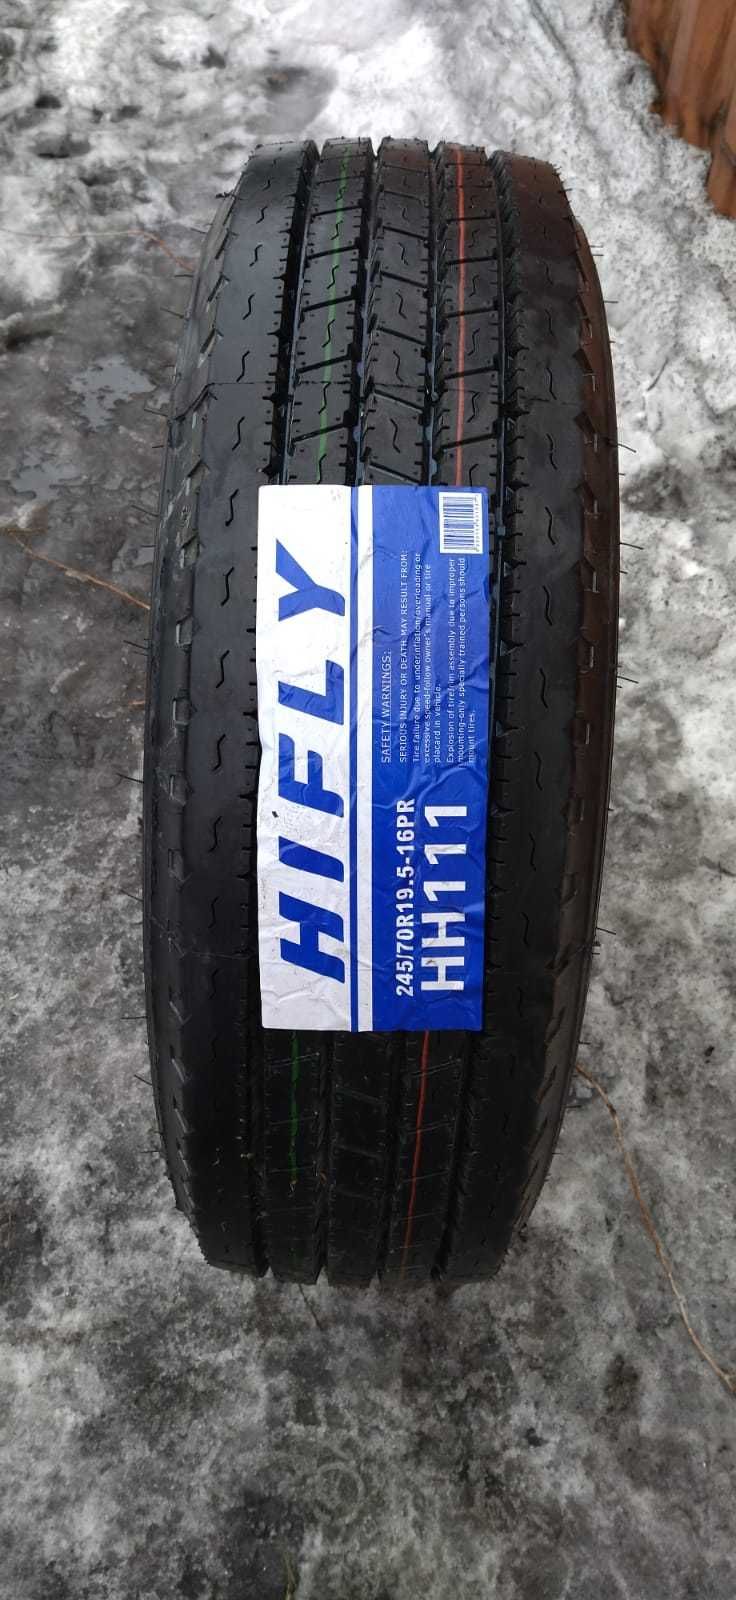 HIFLY
SAFETY WARNINGS:
SERIOUS INJURY OR DEATH MAY RESULT FROM:
Tire failure due to underinflation/overloading or
excessive speed-follow owner's manual or tire
placard in vehicle.
Explosion of tire/rim assembly due to improper
mounting-only specially trained persons should
mount tires.
245/70R19.5-16PR
HH111